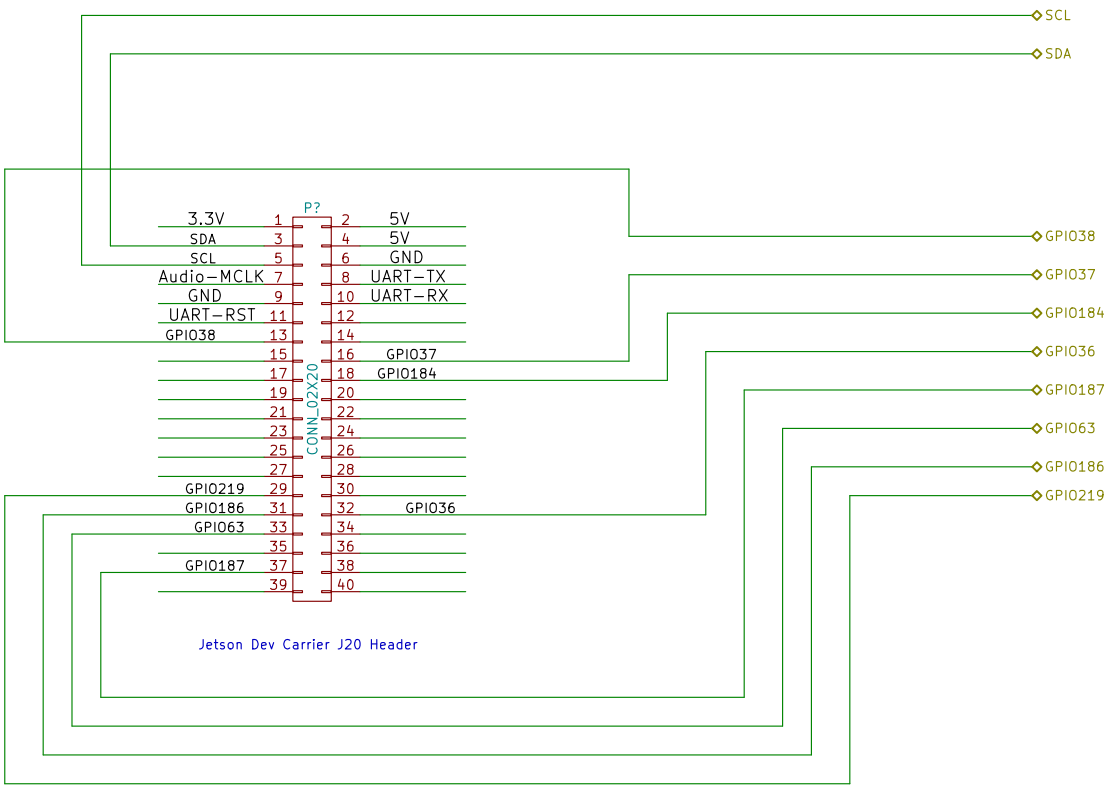 SCL
SDA
P?
3.3V 1 2 5V
SDA 3 4 5V
SCL 5 6 GND
Audio-MCLK 7 8 UART-TX
GND 9 10 UART-RX
UART-RST 11 12
GPIO38 13 14
15 16 GPIO37
17 18 GPIO184
19 20
21 22
23 24
25 26
27 28
GPIO219 29 30
GPIO186 31 32 GPIO36
GPIO63 33 34
35 36
GPIO187 37 38
39 40
CONN_02X20
GPIO38
GPIO37
GPIO184
GPIO36
GPIO187
GPIO63
GPIO186
GPIO219
Jetson Dev Carrier J20 Header